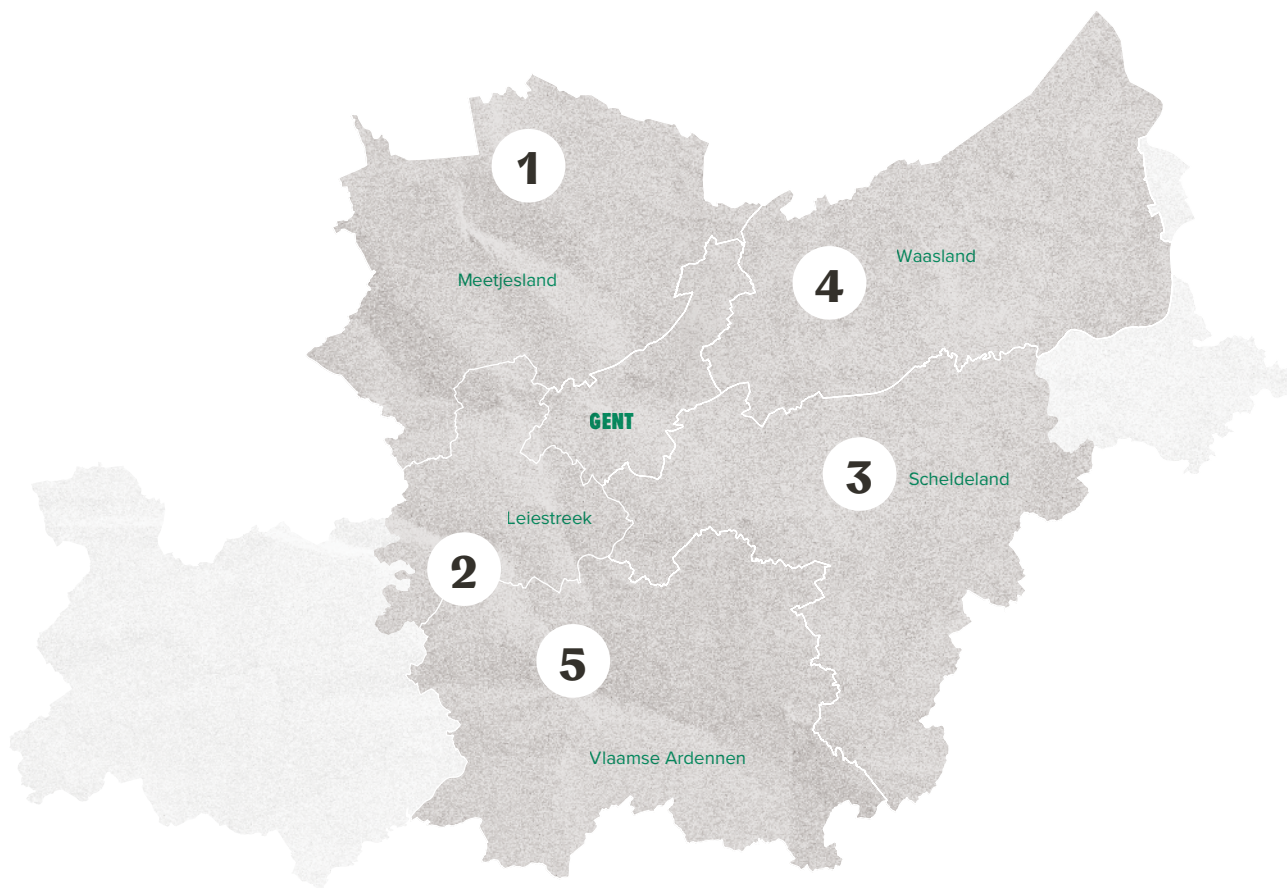 1
Meetjesland
4
Waasland
GENT
3
Scheldeland
Leiestreek
2
5
Vlaamse Ardennen